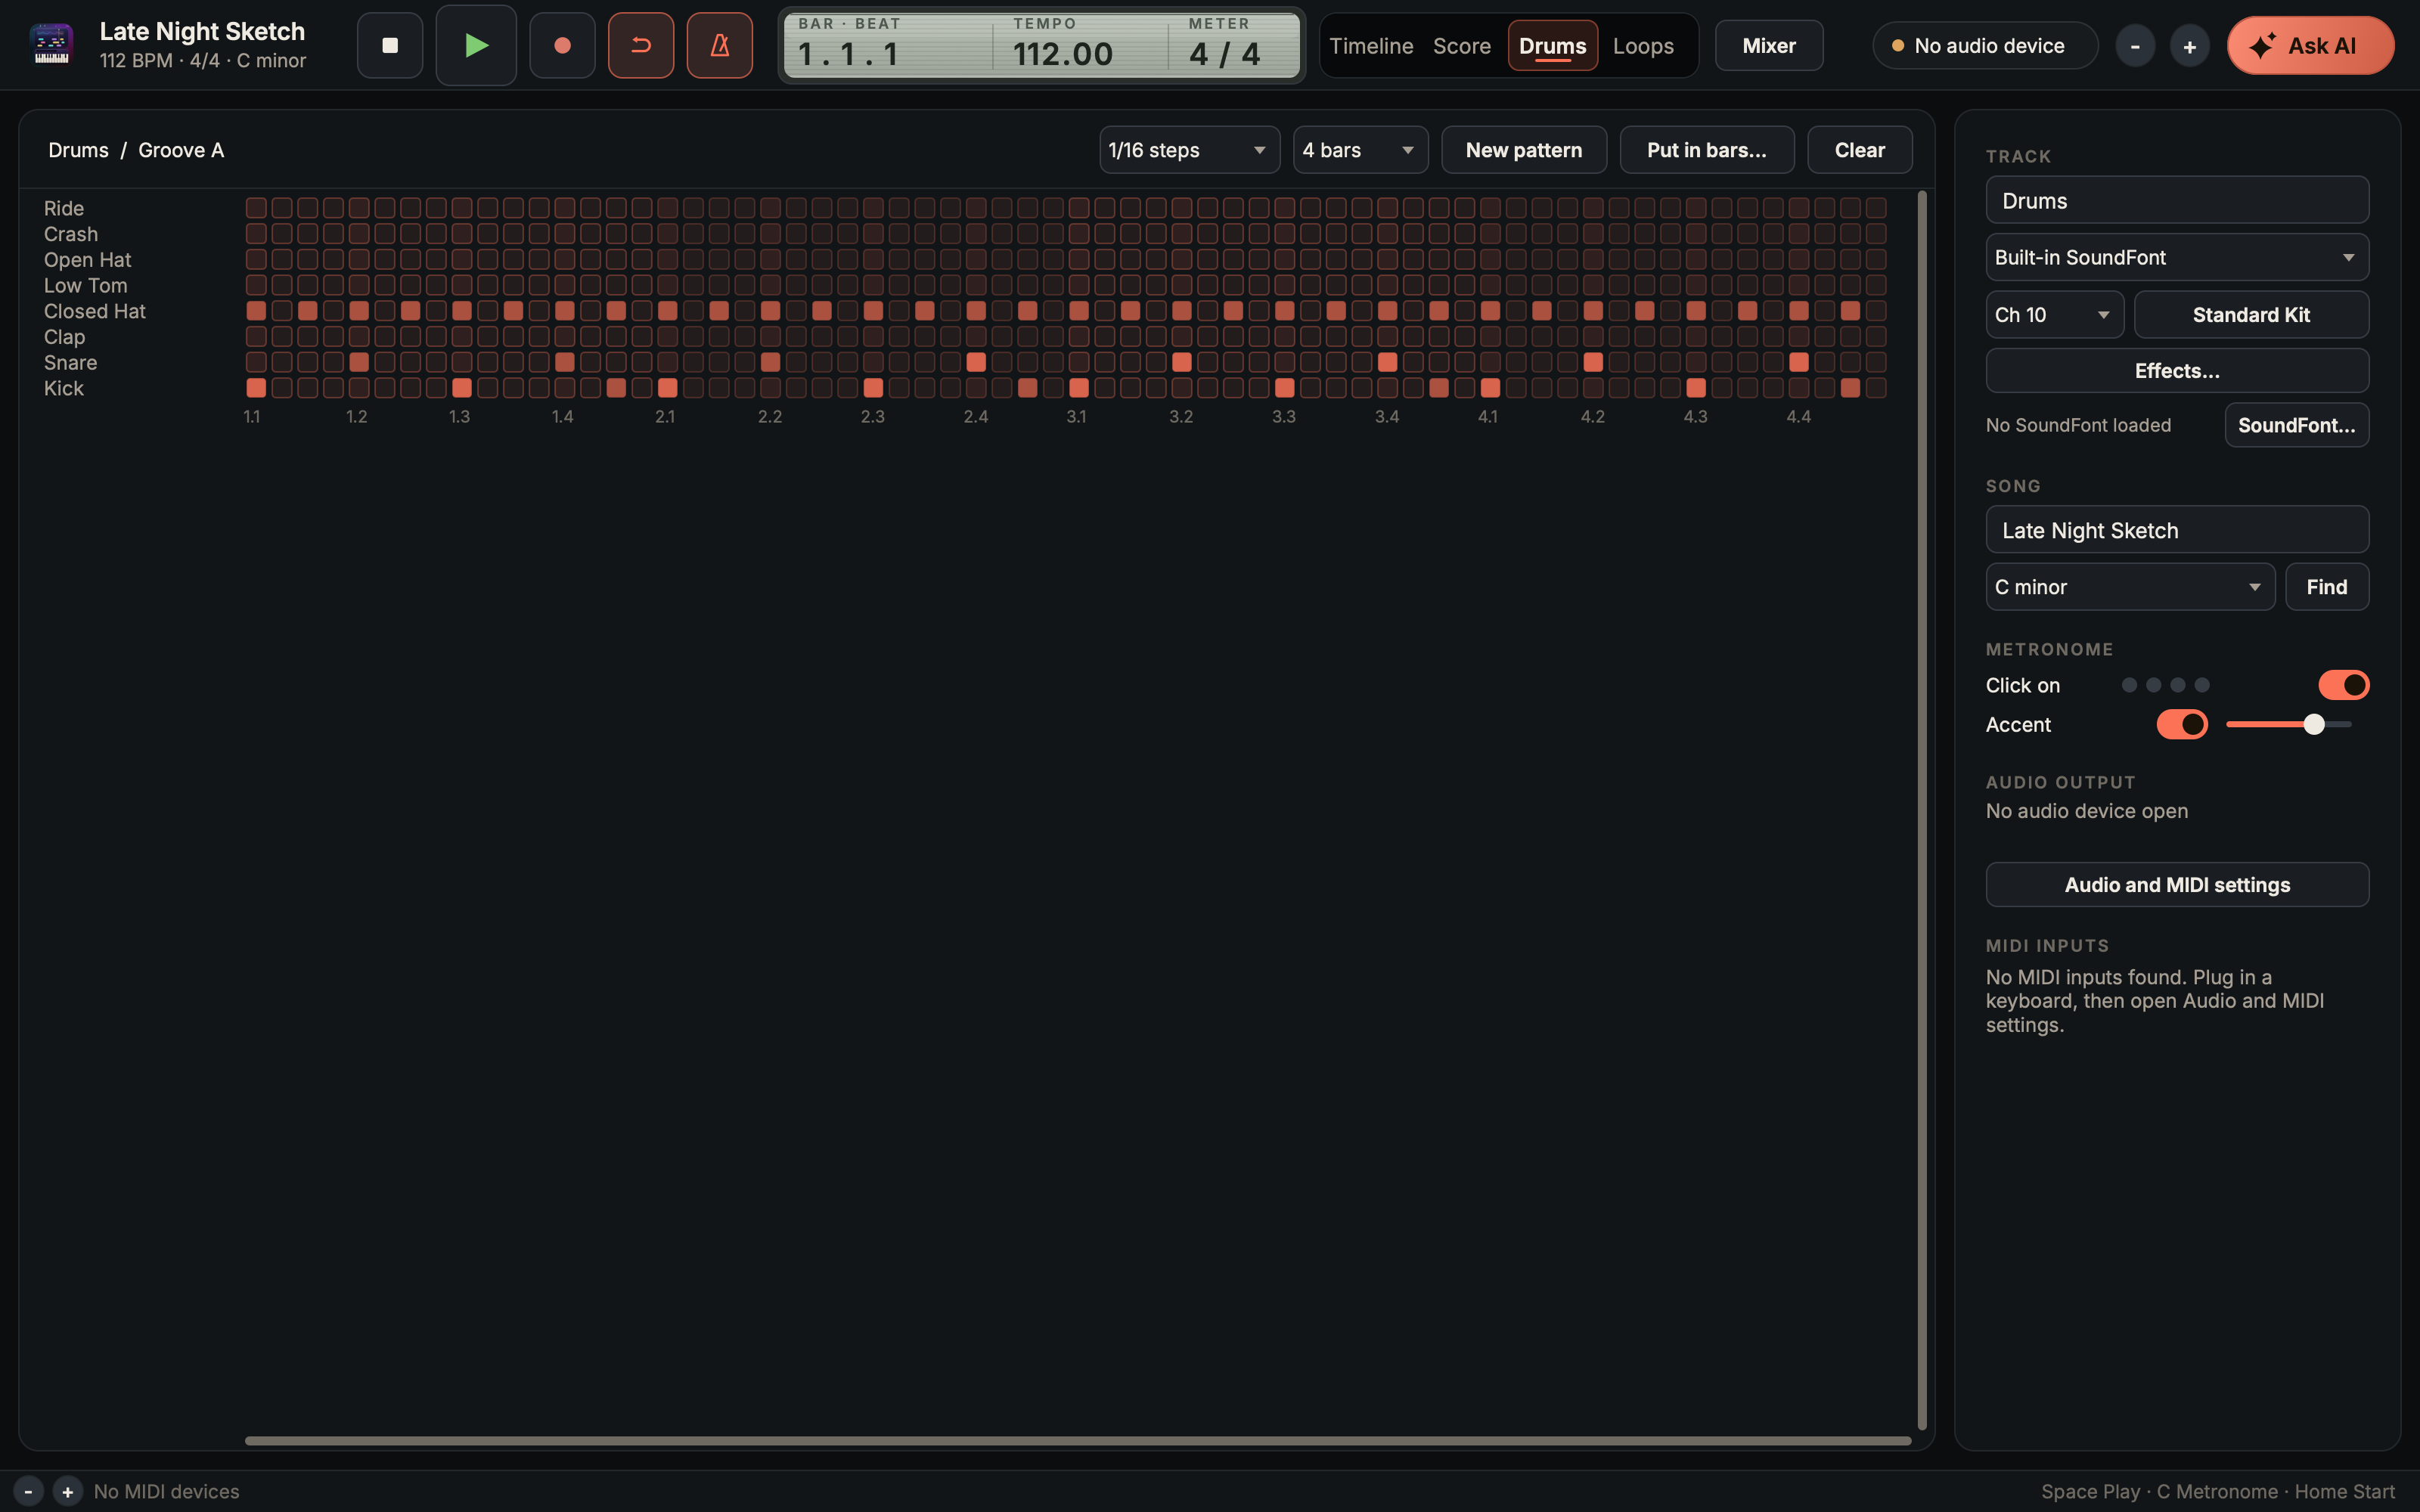 Late Night Sketch
112 BPM · 4/4 · C minor
BAR · BEAT TEMPO METER
1 . 1 . 1 112.00 4 / 4
Timeline Score Drums Loops
Mixer
No audio device
- +
Ask AI
Drums / Groove A
1/16 steps 4 bars New pattern Put in bars... Clear
Ride
Crash
Open Hat
Low Tom
Closed Hat
Clap
Snare
Kick
1.1 1.2 1.3 1.4 2.1 2.2 2.3 2.4 3.1 3.2 3.3 3.4 4.1 4.2 4.3 4.4
TRACK
Drums
Built-in SoundFont
Ch 10 Standard Kit
Effects...
No SoundFont loaded SoundFont...
SONG
Late Night Sketch
C minor Find
METRONOME
Click on
Accent
AUDIO OUTPUT
No audio device open
Audio and MIDI settings
MIDI INPUTS
No MIDI inputs found. Plug in a
keyboard, then open Audio and MIDI
settings.
- + No MIDI devices
Space Play · C Metronome · Home Start